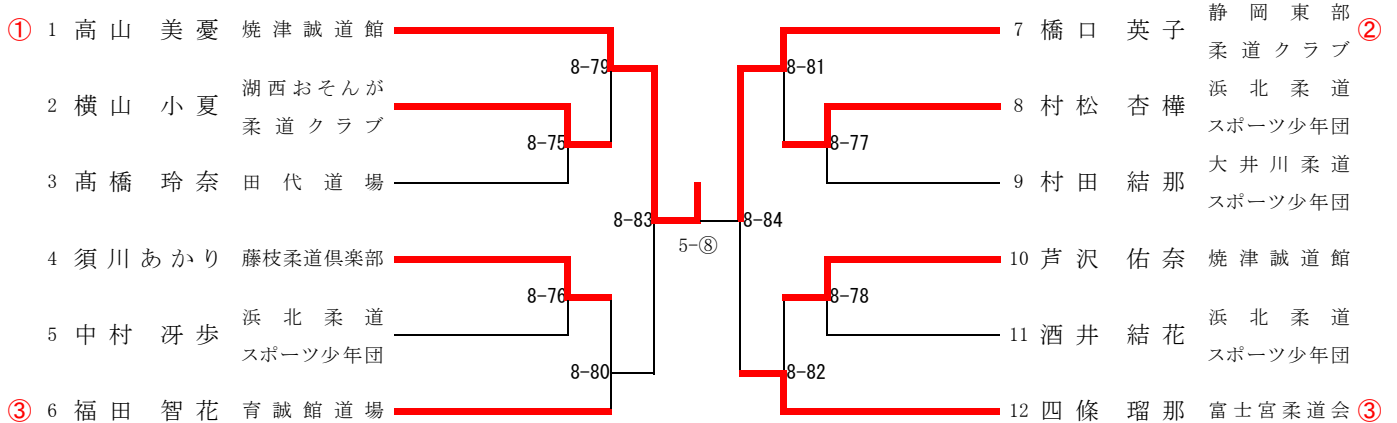 ① 1 高山 美憂 焼津誠道館
2 横山 小夏 湖西おそんが
柔道クラブ
3 髙橋 玲奈 田代道場
4 須川あかり 藤枝柔道倶楽部
5 中村 冴歩 浜北柔道
スポーツ少年団
③ 6 福田 智花 育誠館道場
8-79
8-75
8-76
8-80
8-83
5-⑧
8-84
8-81
8-77
8-78
8-82
7 橋口 英子 静岡東部 ②
柔道クラブ
8 村松 杏樺 浜北柔道
スポーツ少年団
9 村田 結那 大井川柔道
スポーツ少年団
10 芦沢 佑奈 焼津誠道館
11 酒井 結花 浜北柔道
スポーツ少年団
12 四條 瑠那 富士宮柔道会 ③